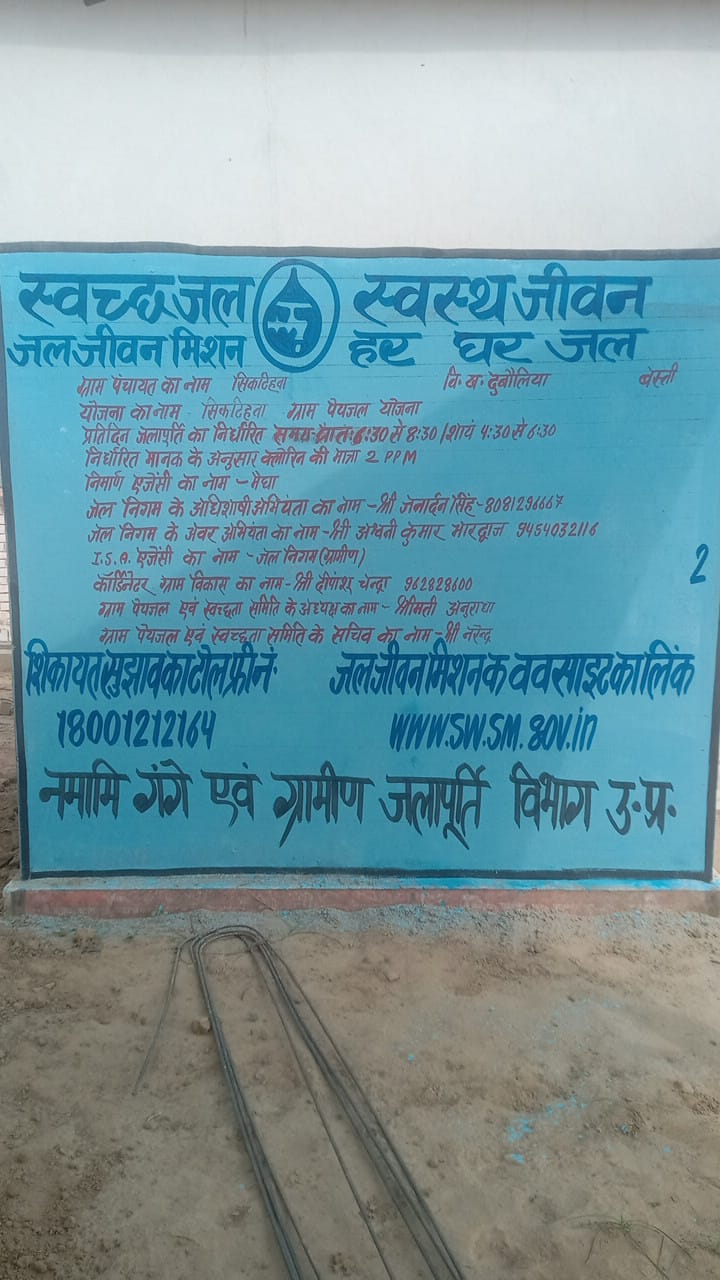 स्वच्छ जल स्वस्थ जीवन
जल जीवन मिशन हर घर जल
ग्राम पंचायत का नाम सिकटिहवा वि.ख. दुबौलिया बस्ती
योजना का नाम सिकटिहवा ग्राम पेयजल योजना
प्रतिदिन जलापूर्ति का निर्धारित समय-प्रातः 6:30 से 8:30/शायं 4:30 से 6:30
निर्धारित मानक के अनुसार क्लोरिन की मात्रा 2 PPM
निर्माण एजेंसी का नाम - मेघा
जल निगम के अधिशाषी अभियंता का नाम - श्री जनार्दन सिंह - 8081296667
जल निगम के अवर अभियंता का नाम - श्री अश्वनी कुमार भारद्वाज 9454032116
I.S.A. एजेंसी का नाम - जल निगम (ग्रामीण)
कॉर्डिनेटर ग्राम विकास का नाम - श्री दीपांशू चन्द्रा 962828600
ग्राम पेयजल एवं स्वच्छता समिति के अध्यक्ष का नाम - श्रीमती अनुराधा
ग्राम पेयजल एवं स्वच्छता समिति के सचिव का नाम - श्री नरेन्द्र
2
शिकायत सुझाव का टोल फ्री नं. जल जीवन मिशन क ववसाइट का लिंक
18001212164 WWW.SW.SM.gov.in
नमामि गंगे एवं ग्रामीण जलापूर्ति विभाग उ.प्र.